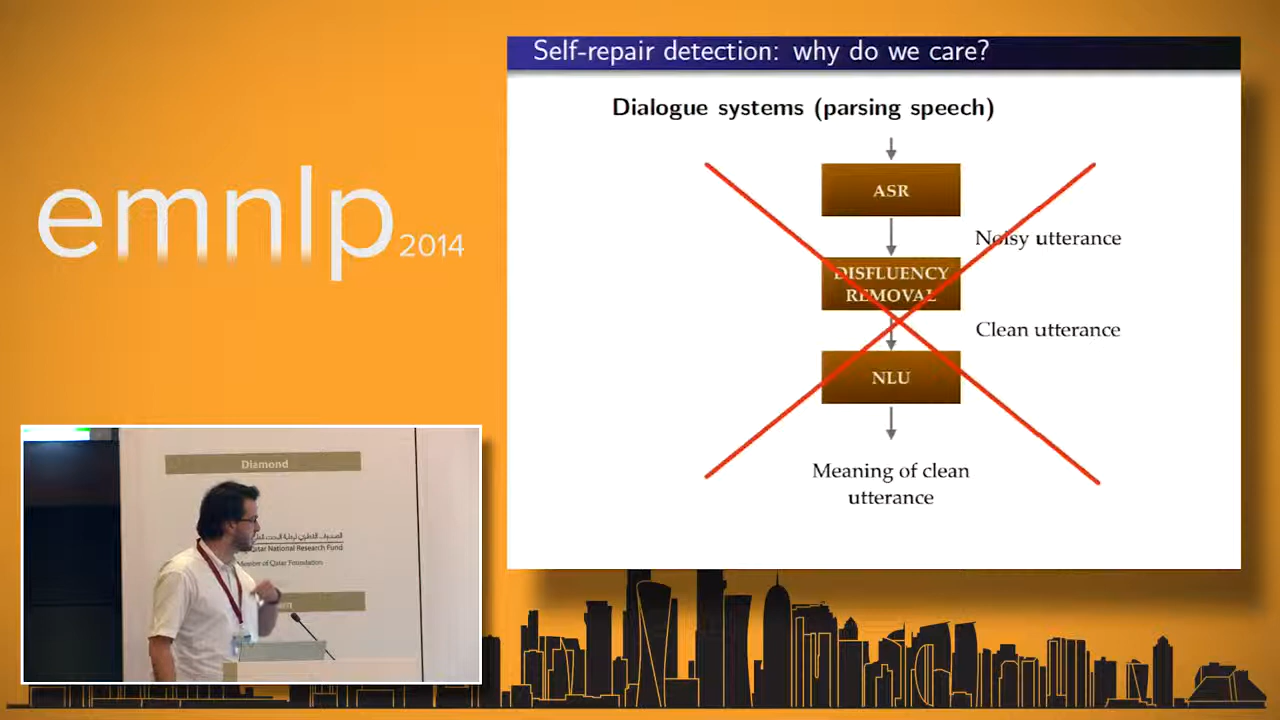 emnlp 2014
Self-repair detection: why do we care?
Dialogue systems (parsing speech)
ASR
Noisy utterance
DISFLUENCY
REMOVAL
Clean utterance
NLU
Meaning of clean
utterance
Diamond
Qatar National Research Fund
Member of Qatar Foundation